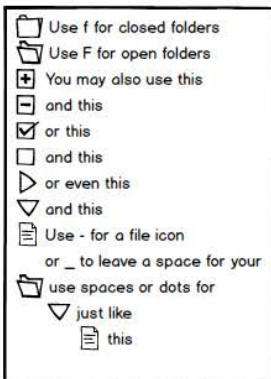 Use f for closed folders
Use F for open folders
You may also use this
and this
or this
and this
or even this
and this
Use - for a file icon
or _ to leave a space for your
use spaces or dots for
just like
this